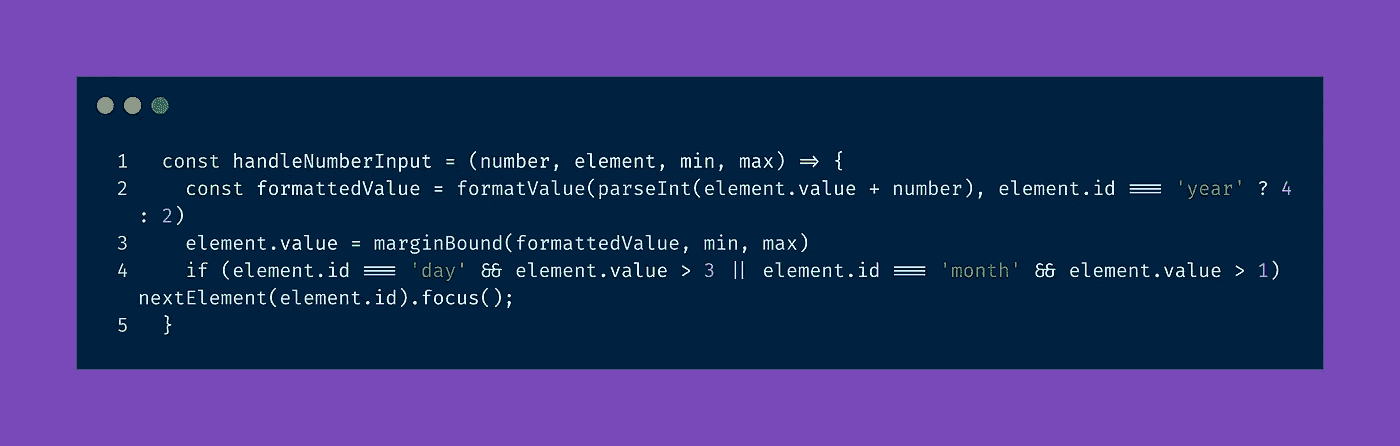 1 const handleNumberInput = (number, element, min, max) => {
2 const formattedValue = formatValue(parseInt(element.value + number), element.id === 'year' ? 4
: 2)
3 element.value = marginBound(formattedValue, min, max)
4 if (element.id === 'day' && element.value > 3 || element.id === 'month' && element.value > 1)
nextElement(element.id).focus();
5 }